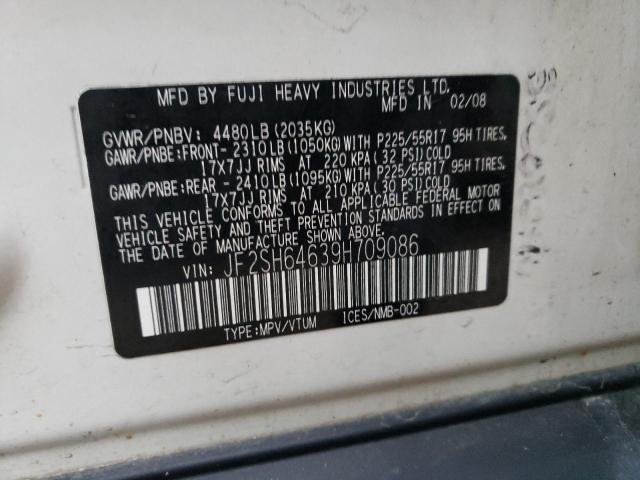 MFD BY FUJI HEAVY INDUSTRIES LTD.
MFD IN 02/08
GVWR/PNBV: 4480LB(2035KG)
GAWR/PNBE:FRONT- 2310LB(1050KG)WITH P225/55R17 95H TIRES,
17X7JJ RIMS AT 220 KPA(32 PSI)COLD
GAWR/PNBE:REAR - 2410LB(1095KG)WITH P225/55R17 95H TIRES,
17X7JJ RIMS AT 210 KPA(30 PSI)COLD
THIS VEHICLE CONFORMS TO ALL APPLICABLE FEDERAL MOTOR
VEHICLE SAFETY AND THEFT PREVENTION STANDARDS IN EFFECT ON
THE DATE OF MANUFACTURE SHOWN ABOVE.
VIN: JF2SH64639H709086
TYPE:MPV/VTUM ICES/NMB-002